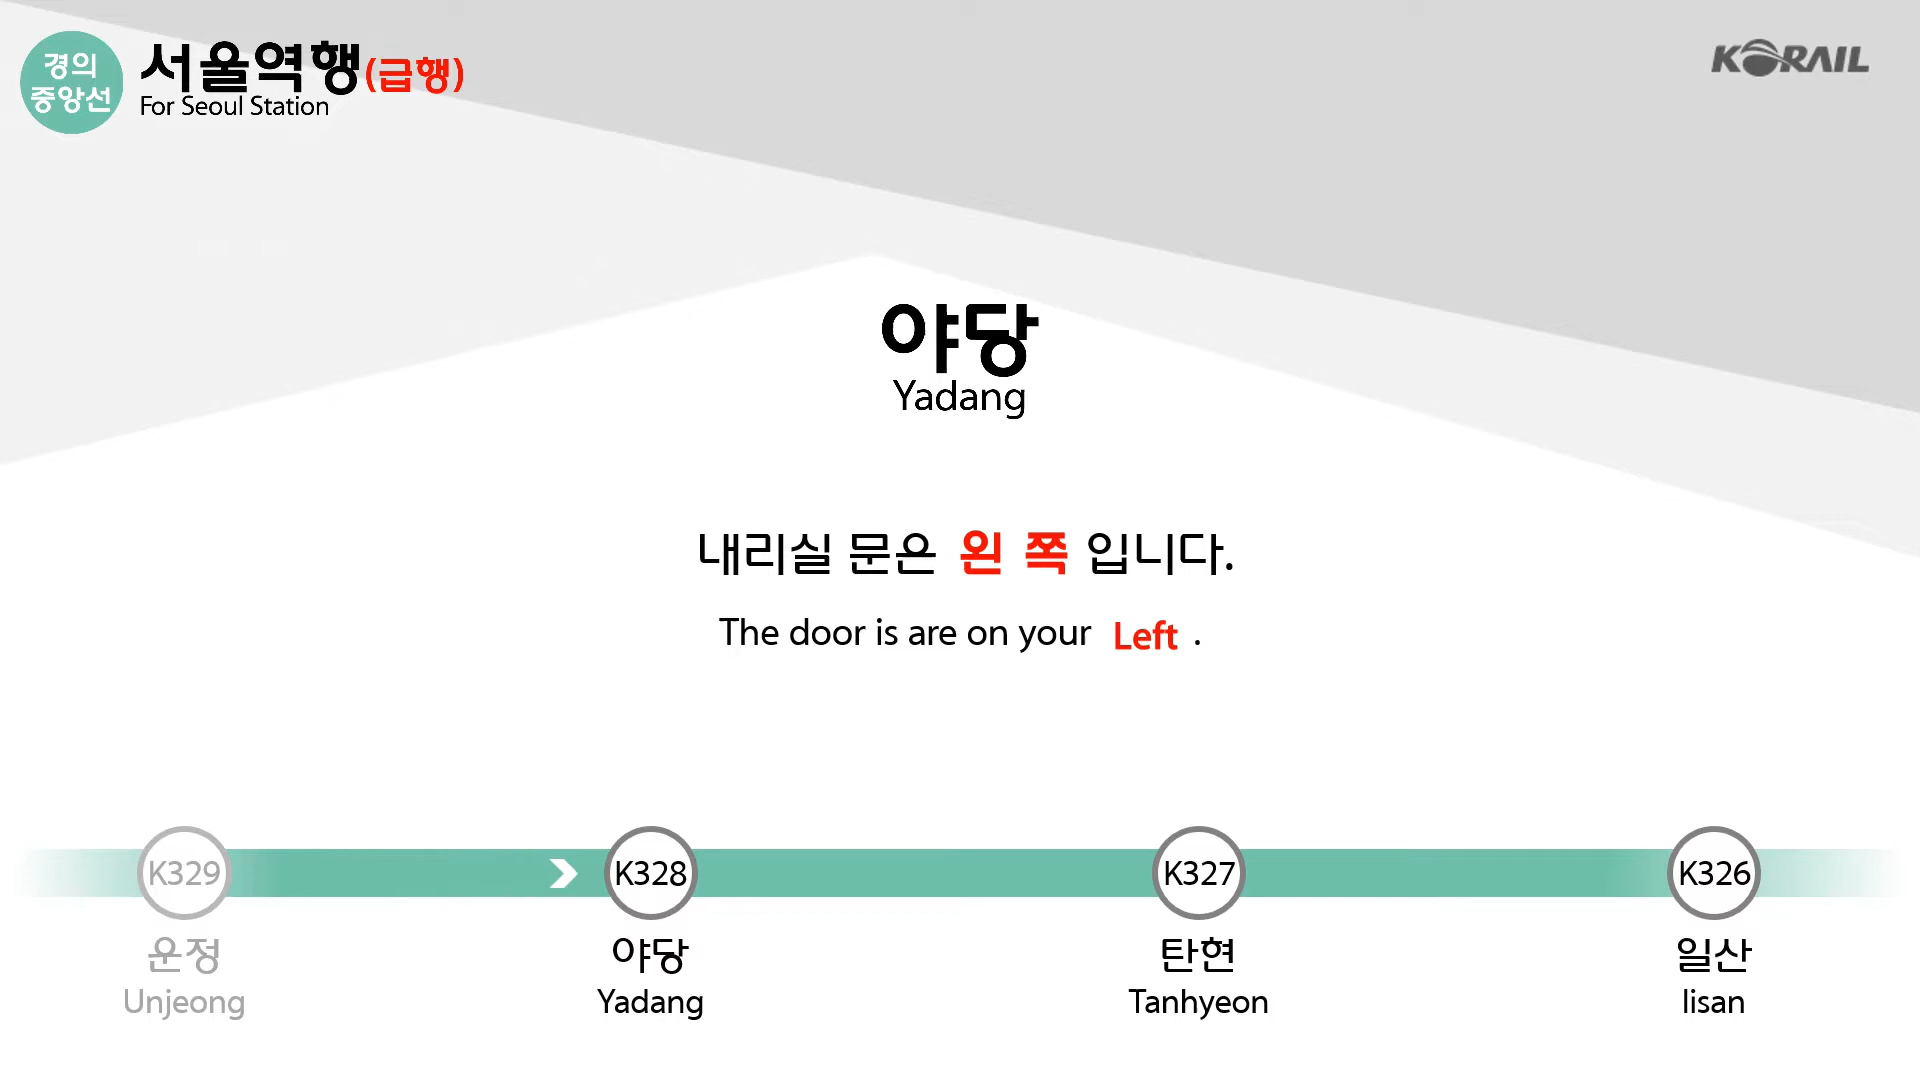 경의
중앙선
서울역행(급행)
For Seoul Station
KORAIL
야당
Yadang
내리실 문은 왼 쪽 입니다.
The door is are on your Left .
K329
K328
K327
K326
운정
야당
탄현
일산
Unjeong
Yadang
Tanhyeon
lisan